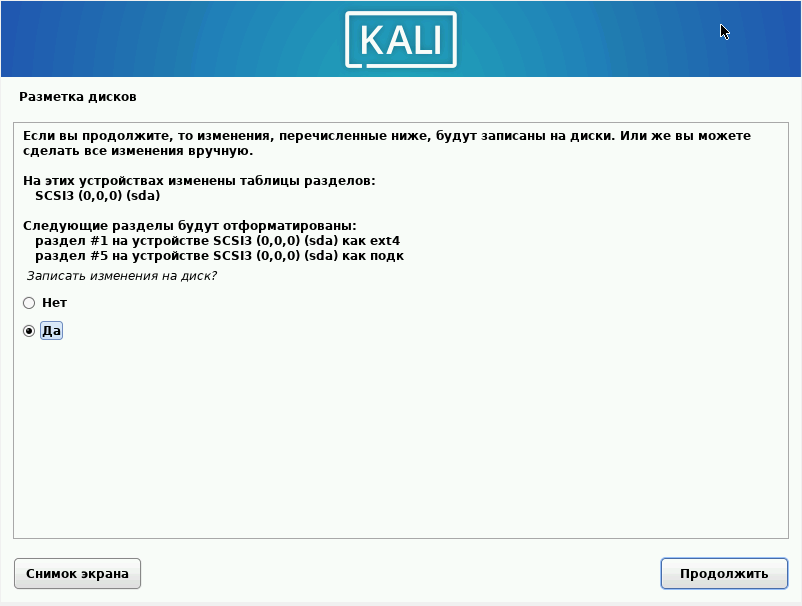 KALI
Разметка дисков
Если вы продолжите, то изменения, перечисленные ниже, будут записаны на диски. Или же вы можете
сделать все изменения вручную.
На этих устройствах изменены таблицы разделов:
SCSI3 (0,0,0) (sda)
Следующие разделы будут отформатированы:
раздел #1 на устройстве SCSI3 (0,0,0) (sda) как ext4
раздел #5 на устройстве SCSI3 (0,0,0) (sda) как подк
Записать изменения на диск?
Нет
Да
Снимок экрана
Продолжить